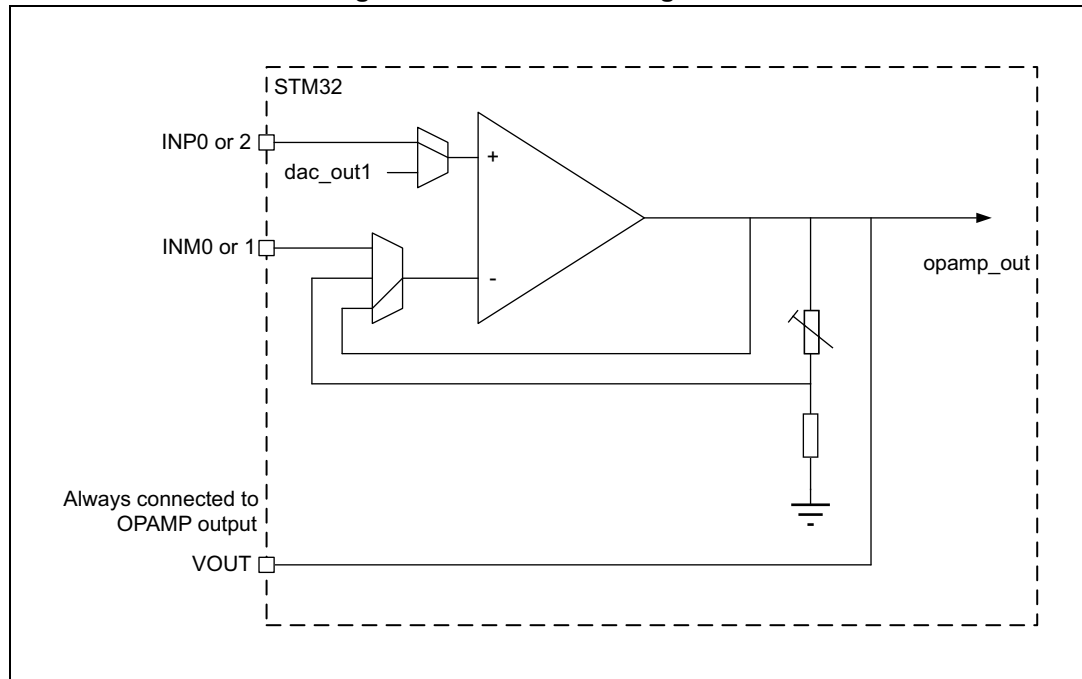 STM32
INP0 or 2
+
dac_out1
INM0 or 1
-
opamp_out
Always connected to
OPAMP output
VOUT